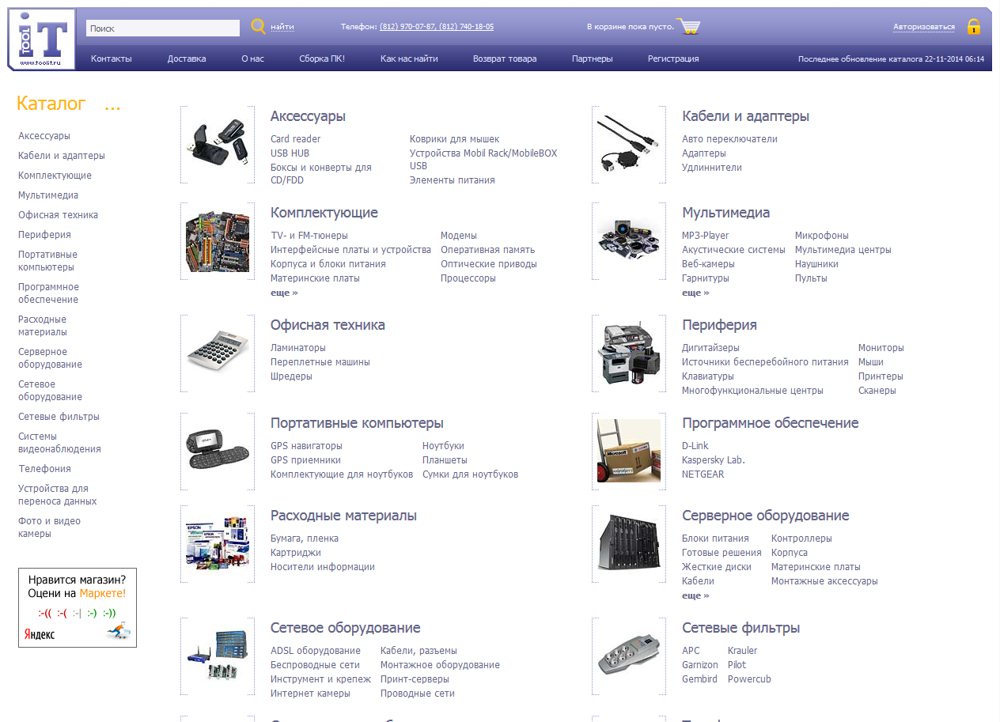 iT
TOOL
www.toolit.ru
Поиск
найти
Телефон: (812) 970-07-87, (812) 740-18-05
В корзине пока пусто.
Авторизоваться
Контакты
Доставка
О нас
Сборка ПК!
Как нас найти
Возврат товара
Партнеры
Регистрация
Последнее обновление каталога 22-11-2014 06:14
Каталог ...
Аксессуары
Кабели и адаптеры
Комплектующие
Мультимедиа
Офисная техника
Периферия
Портативные
компьютеры
Программное
обеспечение
Расходные
материалы
Серверное
оборудование
Сетевое
оборудование
Сетевые фильтры
Системы
видеонаблюдения
Телефония
Устройства для
переноса данных
Фото и видео
камеры
Нравится магазин?
Оцени на Маркете!
:-(( :-( :-| :-) :-))
Яндекс
Аксессуары
Card reader
USB HUB
Боксы и конверты для
CD/FDD
Коврики для мышек
Устройства Mobil Rack/MobileBOX
USB
Элементы питания
Кабели и адаптеры
Авто переключатели
Адаптеры
Удлиннители
Комплектующие
TV- и FM-тюнеры
Интерфейсные платы и устройства
Корпуса и блоки питания
Материнские платы
еще »
Модемы
Оперативная память
Оптические приводы
Процессоры
Мультимедиа
MP3-Player
Акустические системы
Веб-камеры
Гарнитуры
еще »
Микрофоны
Мультимедиа центры
Наушники
Пульты
Офисная техника
Ламинаторы
Переплетные машины
Шредеры
Периферия
Дигитайзеры
Источники бесперебойного питания
Клавиатуры
Многофункциональные центры
Мониторы
Мыши
Принтеры
Сканеры
Портативные компьютеры
GPS навигаторы
GPS приемники
Комплектующие для ноутбуков
Ноутбуки
Планшеты
Сумки для ноутбуков
Microsoft
Программное обеспечение
D-Link
Kaspersky Lab.
NETGEAR
EPSON
EPSON
Расходные материалы
Бумага, пленка
Картриджи
Носители информации
Серверное оборудование
Блоки питания
Готовые решения
Жесткие диски
Кабели
еще »
Контроллеры
Корпуса
Материнские платы
Монтажные аксессуары
Сетевое оборудование
ADSL оборудование
Беспроводные сети
Инструмент и крепеж
Интернет камеры
Кабели, разъемы
Монтажное оборудование
Принт-серверы
Проводные сети
Сетевые фильтры
APC
Garnizon
Gembird
Krauler
Pilot
Powercub